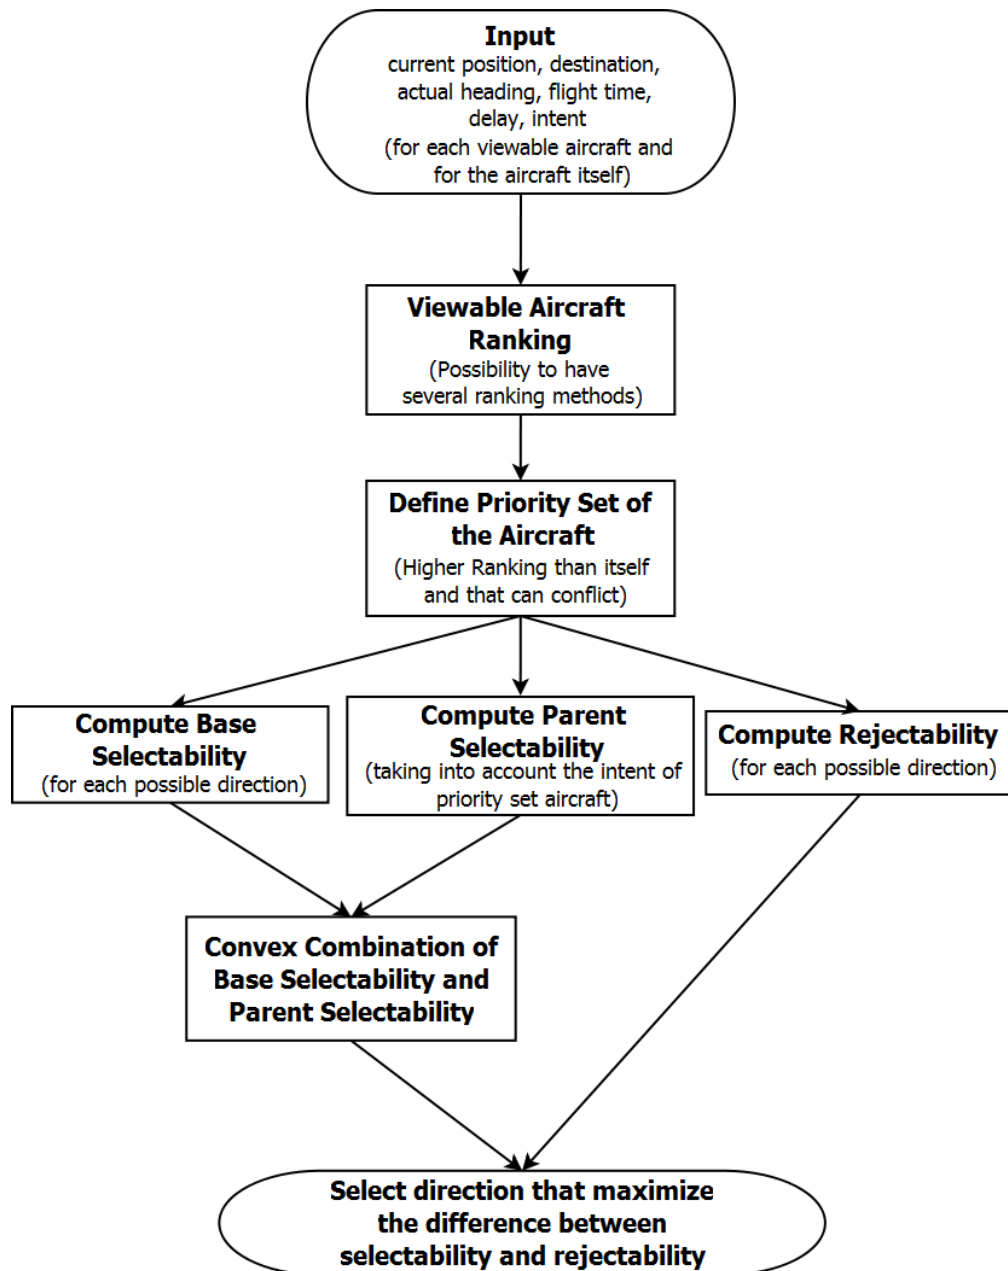 Input
current position, destination,
actual heading, flight time,
delay, intent
(for each viewable aircraft and
for the aircraft itself)
Viewable Aircraft
Ranking
(Possibility to have
several ranking methods)
Define Priority Set of
the Aircraft
(Higher Ranking than itself
and that can conflict)
Compute Base
Selectability
(for each possible direction)
Compute Parent
Selectability
(taking into account the intent of
priority set aircraft)
Compute Rejectability
(for each possible direction)
Convex Combination of
Base Selectability and
Parent Selectability
Select direction that maximize
the difference between
selectability and rejectability